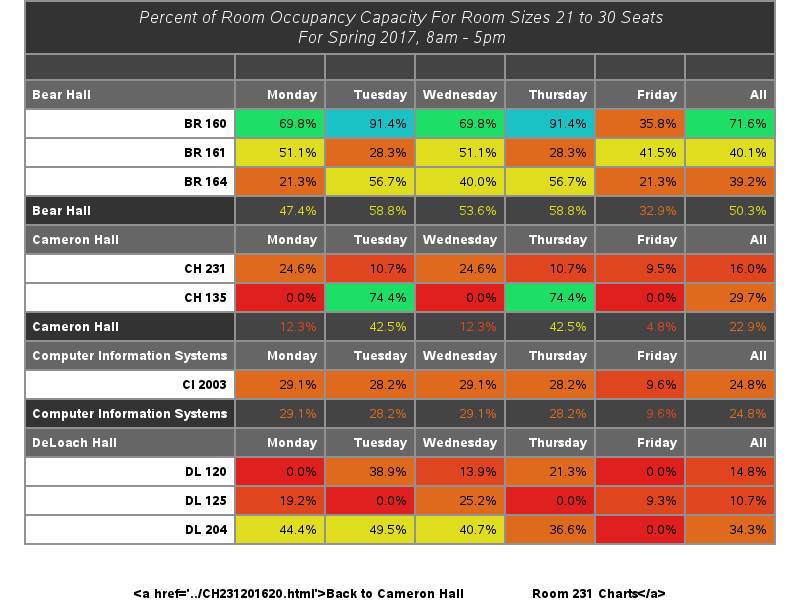 Percent of Room Occupancy Capacity For Room Sizes 21 to 30 Seats
For Spring 2017, 8am - 5pm
Bear Hall Monday Tuesday Wednesday Thursday Friday All
BR 160 69.8% 91.4% 69.8% 91.4% 35.8% 71.6%
BR 161 51.1% 28.3% 51.1% 28.3% 41.5% 40.1%
BR 164 21.3% 56.7% 40.0% 56.7% 21.3% 39.2%
Bear Hall 47.4% 58.8% 53.6% 58.8% 32.9% 50.3%
Cameron Hall Monday Tuesday Wednesday Thursday Friday All
CH 231 24.6% 10.7% 24.6% 10.7% 9.5% 16.0%
CH 135 0.0% 74.4% 0.0% 74.4% 0.0% 29.7%
Cameron Hall 12.3% 42.5% 12.3% 42.5% 4.8% 22.9%
Computer Information Systems Monday Tuesday Wednesday Thursday Friday All
CI 2003 29.1% 28.2% 29.1% 28.2% 9.6% 24.8%
Computer Information Systems 29.1% 28.2% 29.1% 28.2% 9.6% 24.8%
DeLoach Hall Monday Tuesday Wednesday Thursday Friday All
DL 120 0.0% 38.9% 13.9% 21.3% 0.0% 14.8%
DL 125 19.2% 0.0% 25.2% 0.0% 9.3% 10.7%
DL 204 44.4% 49.5% 40.7% 36.6% 0.0% 34.3%
<a href='../CH231201620.html'>Back to Cameron Hall Room 231 Charts</a>